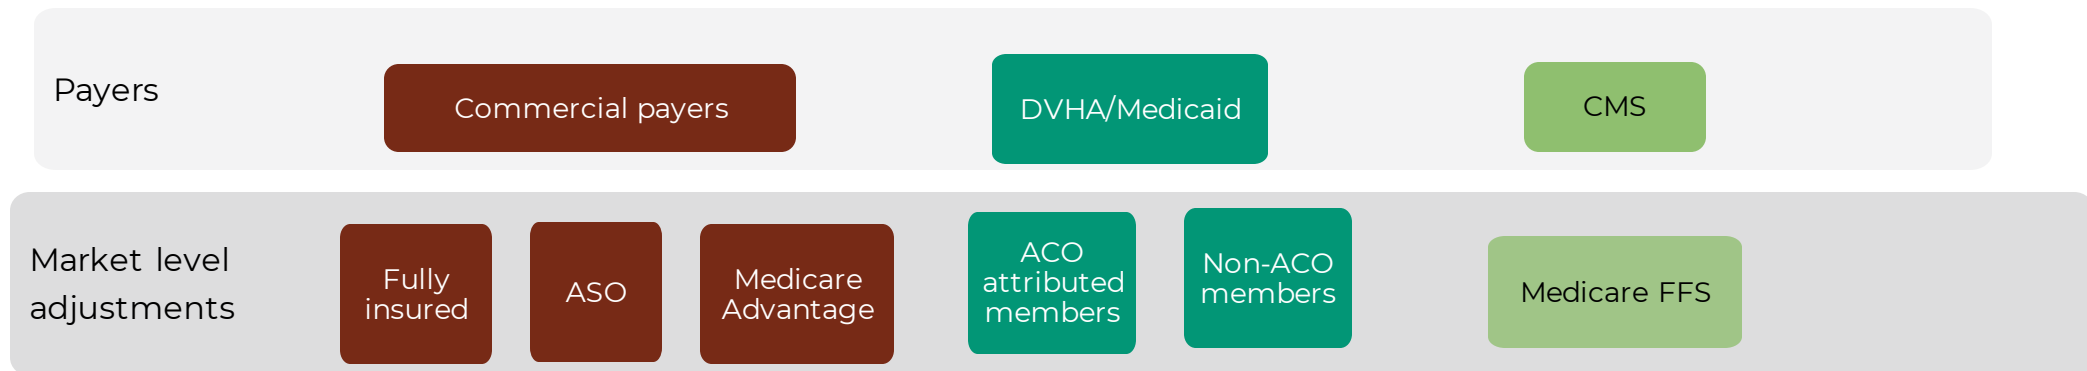 Payers
Commercial payers
DVHA/Medicaid
CMS
Market level
adjustments
Fully
insured
ASO
Medicare
Advantage
ACO
attributed
members
Non-ACO
members
Medicare FFS